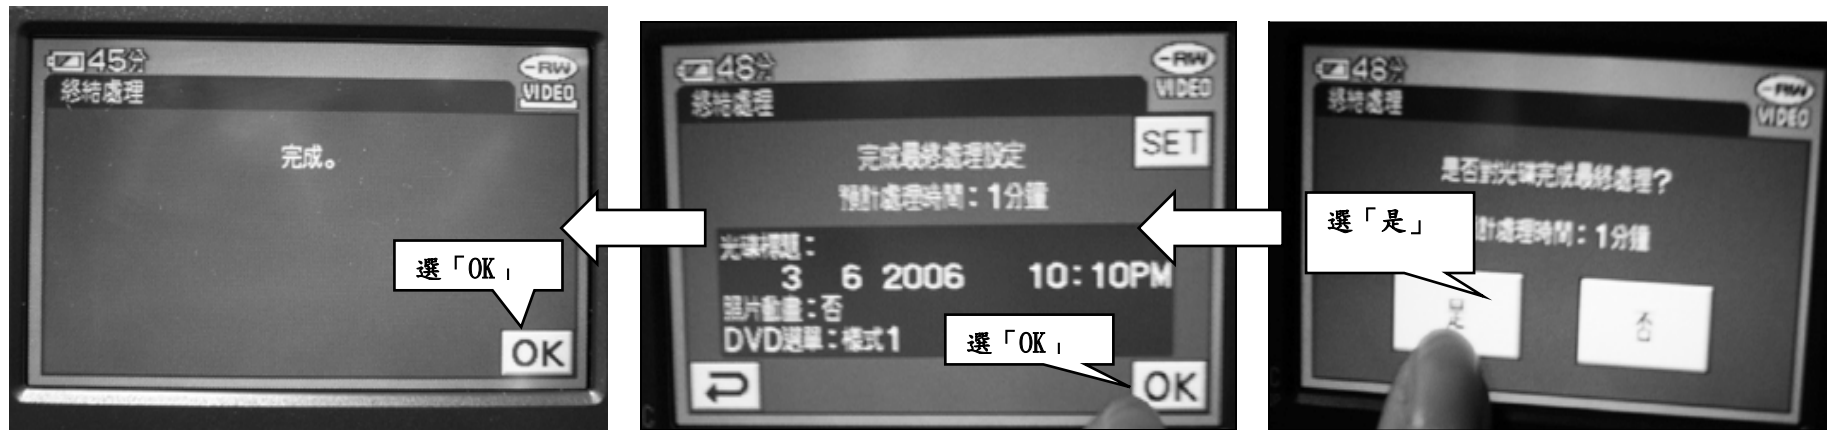 45分
-RW
終結處理
VIDEO
完成。
選「OK」
OK
48分
-RW
終結處理
VIDEO
SET
完成最終處理設定
預計處理時間：1分鐘
光碟標題：
3 6 2006 10:10PM
照片動畫：否
DVD選單：樣式1
選「OK」
OK
48分
-RW
終結處理
VIDEO
是否對光碟完成最終處理?
選「是」
計處理時間：1分鐘
是
否